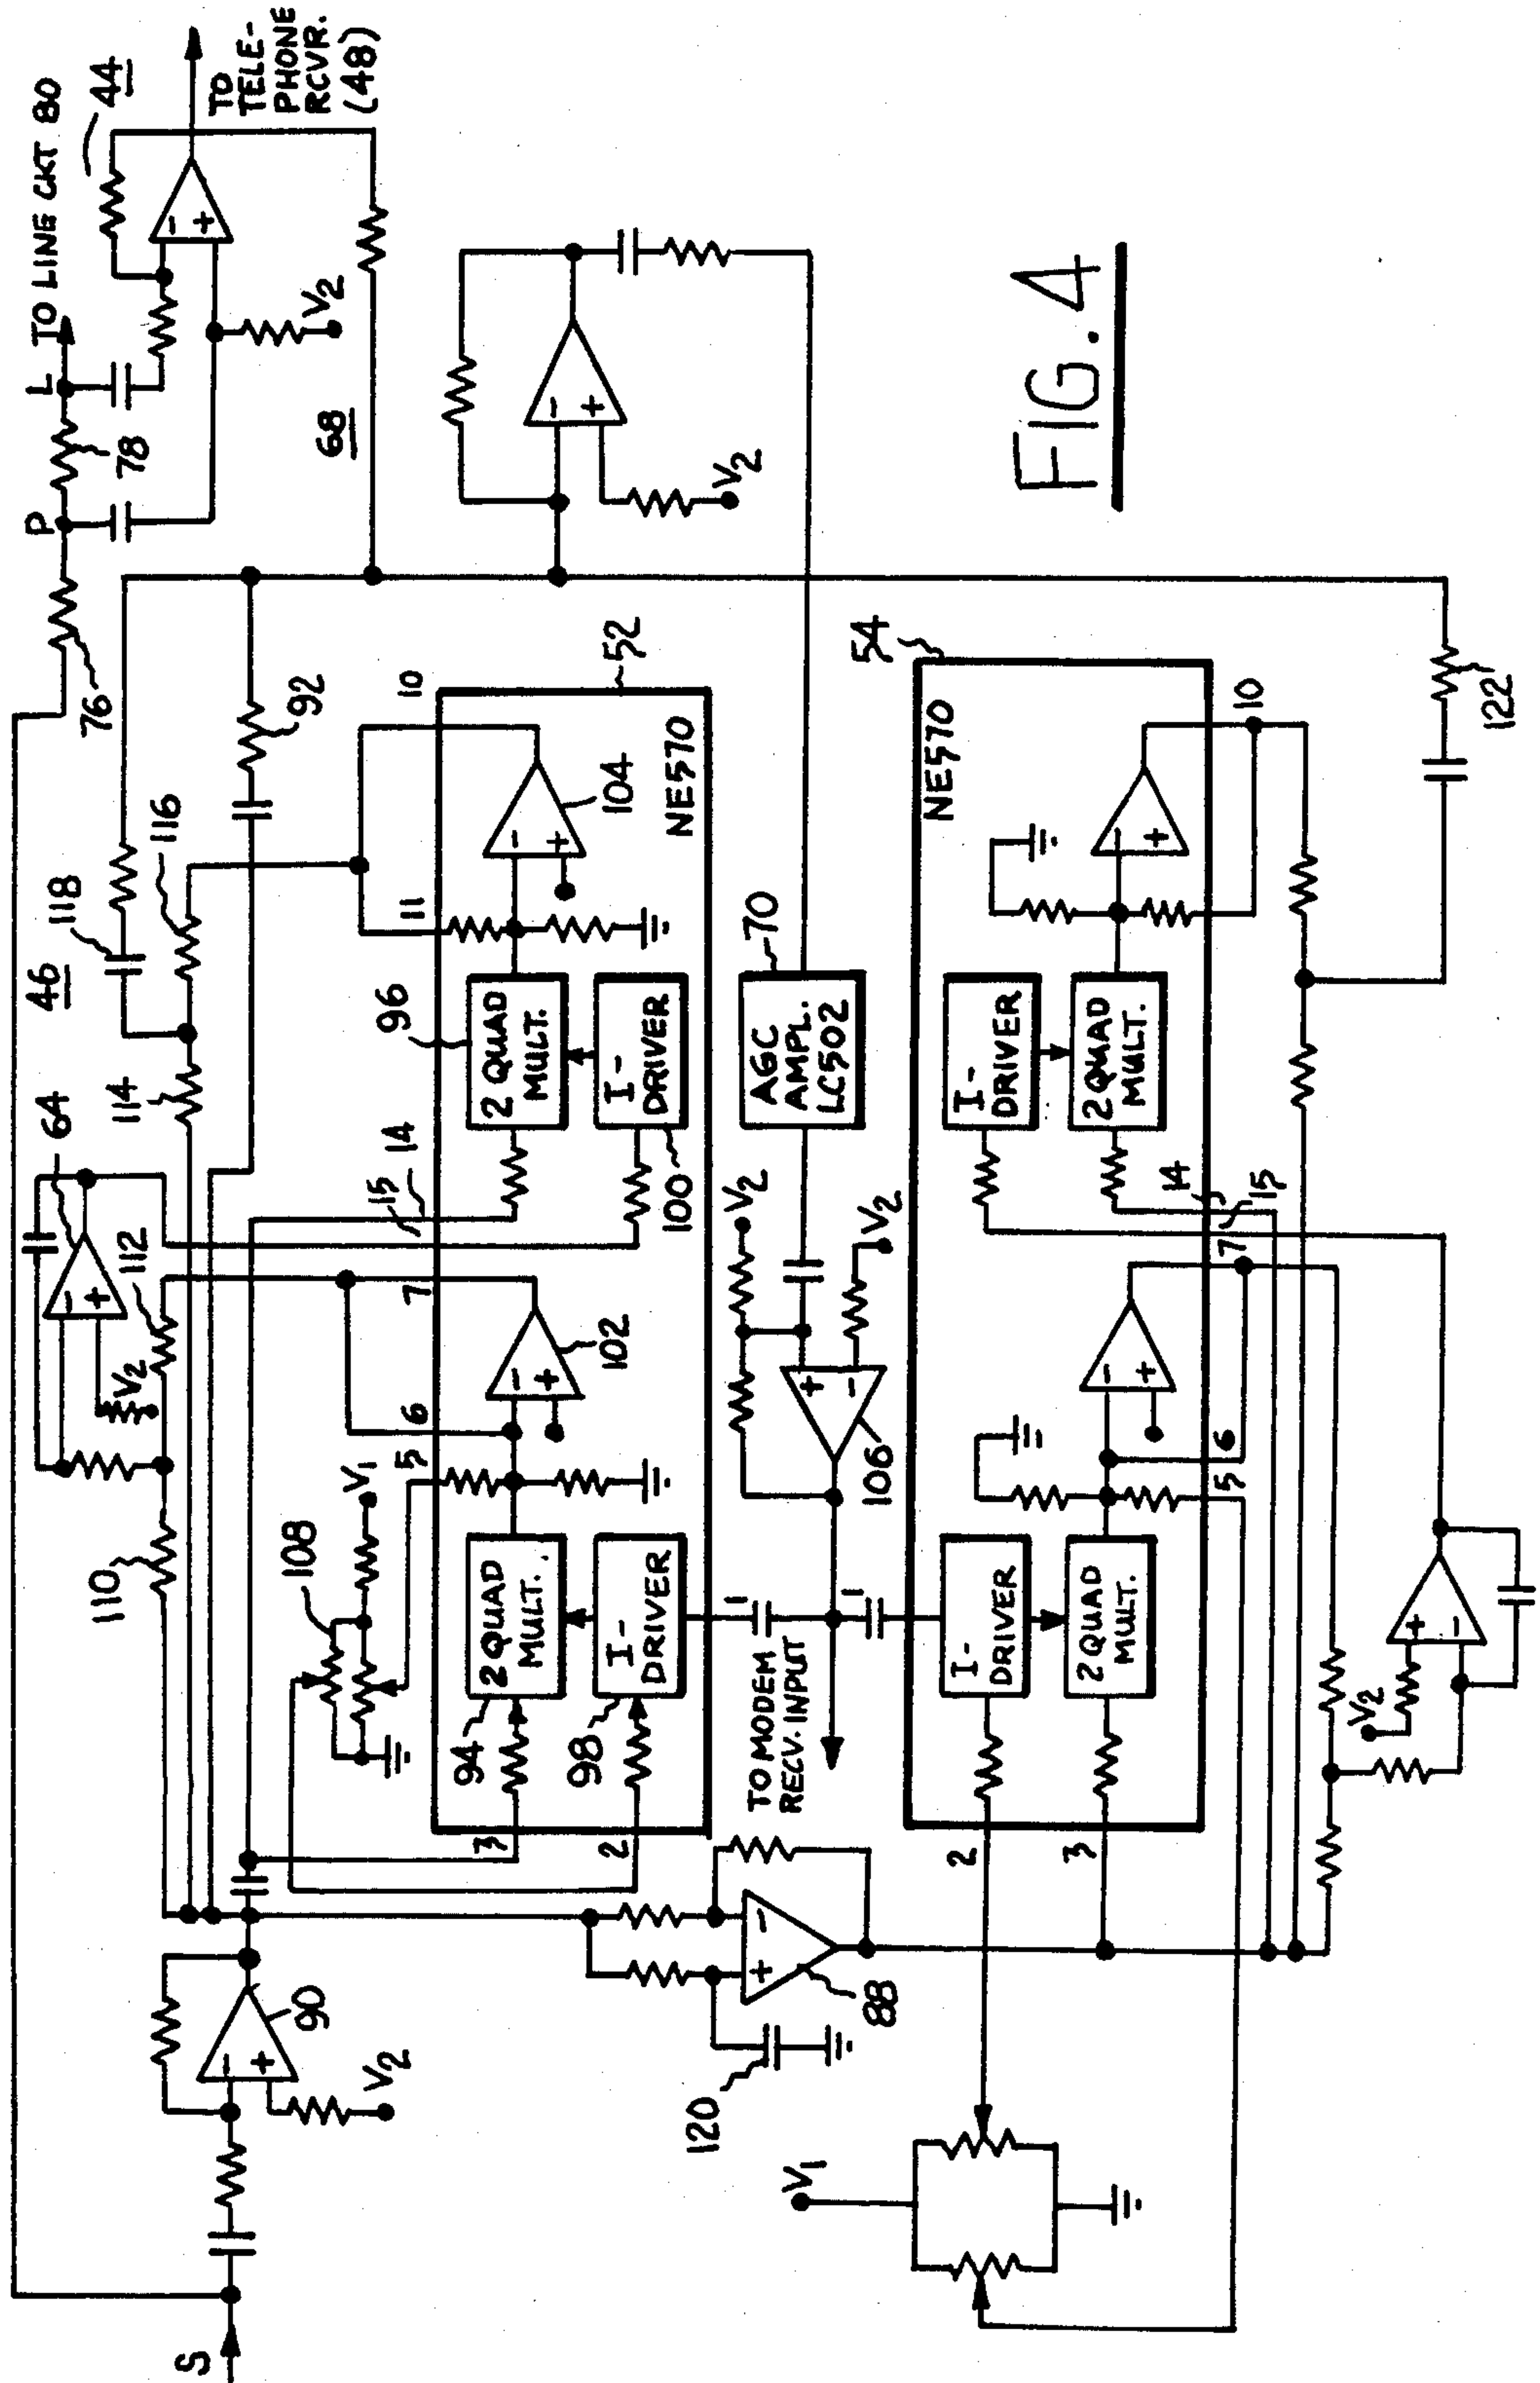 TO LINE CKT 80
44
TO
TELE-
PHONE
RCVR.
(48)
L
P
78
76
68
V2
V2
FIG. 4
92
52
10
NE570
104
116
118
46
11
96
2 QUAD
MULT.
I-
DRIVER
100
70
AGC
AMPL.
LC502
54
NE570
10
122
I-
DRIVER
2 QUAD
MULT.
14
15
7
64
114
112
V2
15
14
7
102
6
5
V1
108
110
V2
V2
106
6
5
94
2 QUAD
MULT.
98
I-
DRIVER
1
1
TO MODEM
RECV. INPUT
I-
DRIVER
2 QUAD
MULT.
V2
3
2
2
3
90
V2
88
120
V1
S
-
+
-
+
-
+
-
+
-
+
-
+
-
+
-
+
+
-
-
+
+
-
-
+